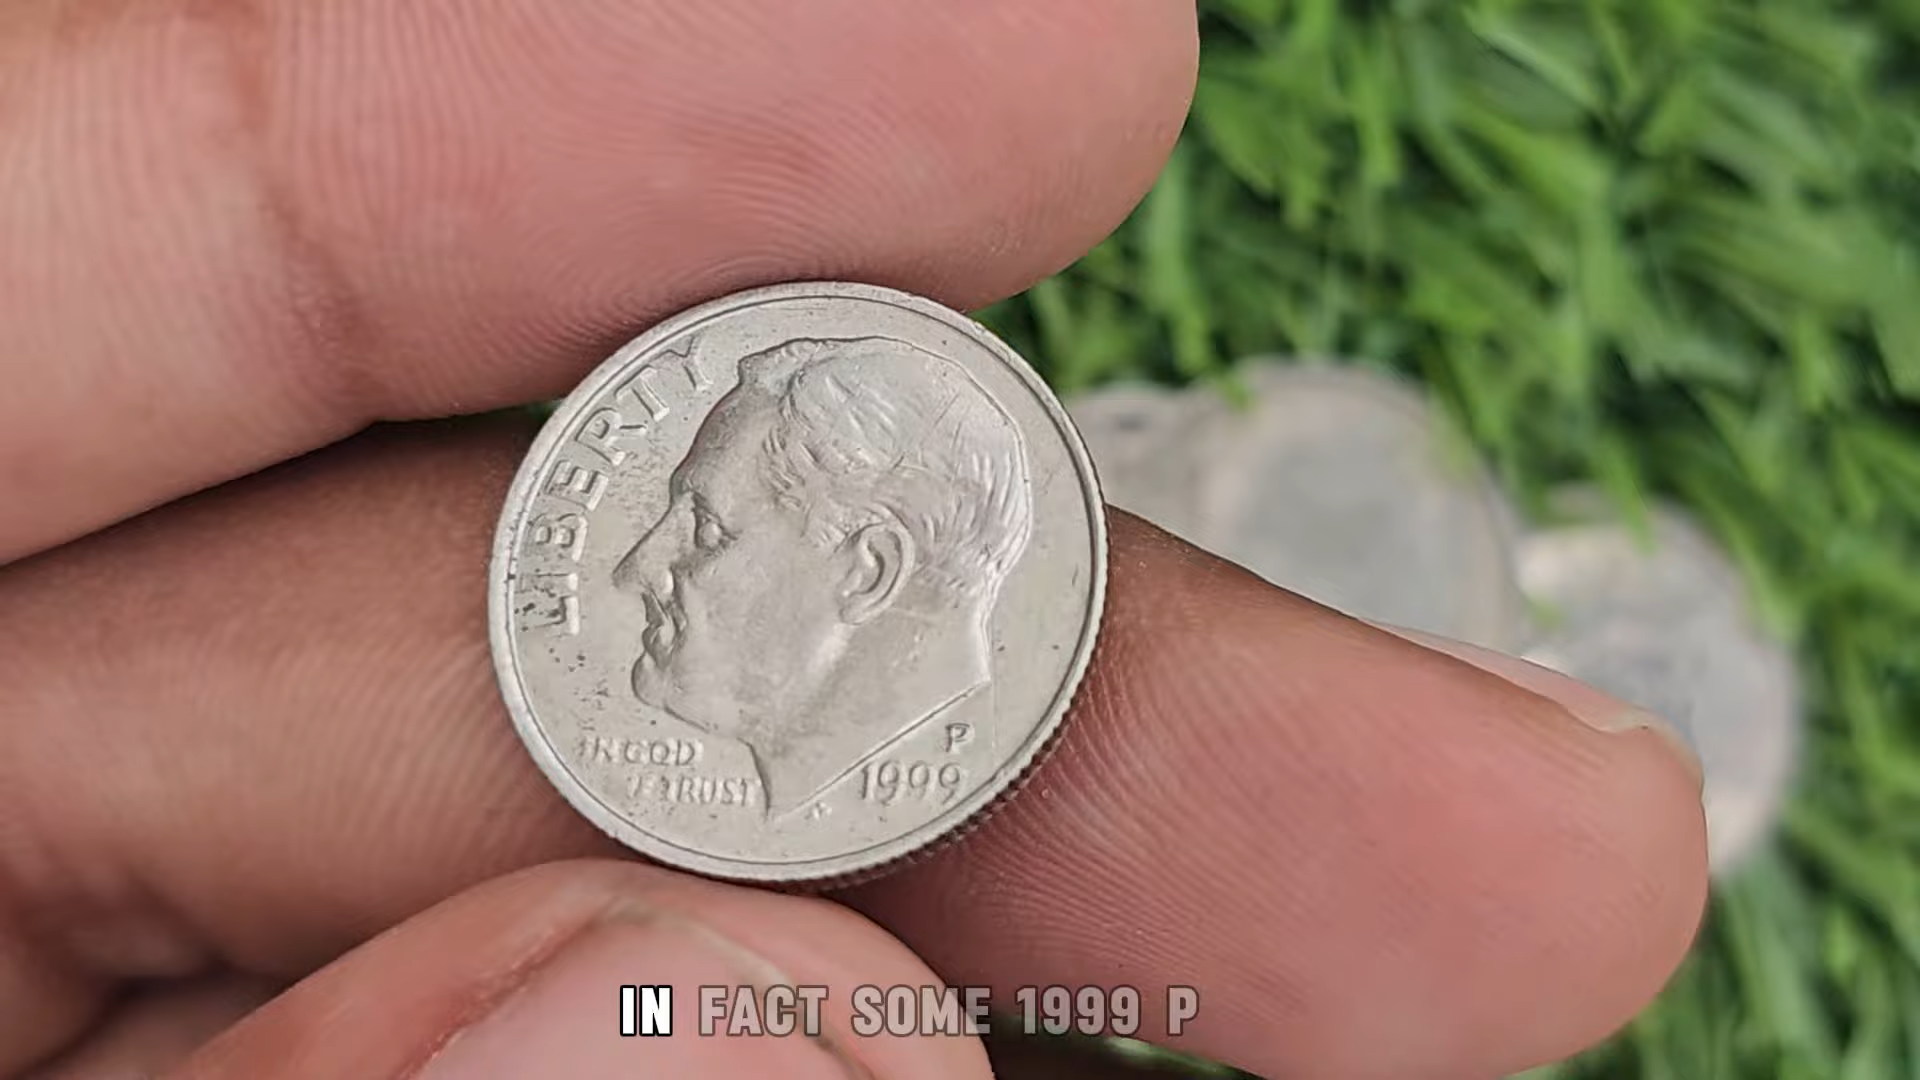 LIBERTY
IN GOD
WE TRUST
P
1999
IN FACT SOME 1999 P